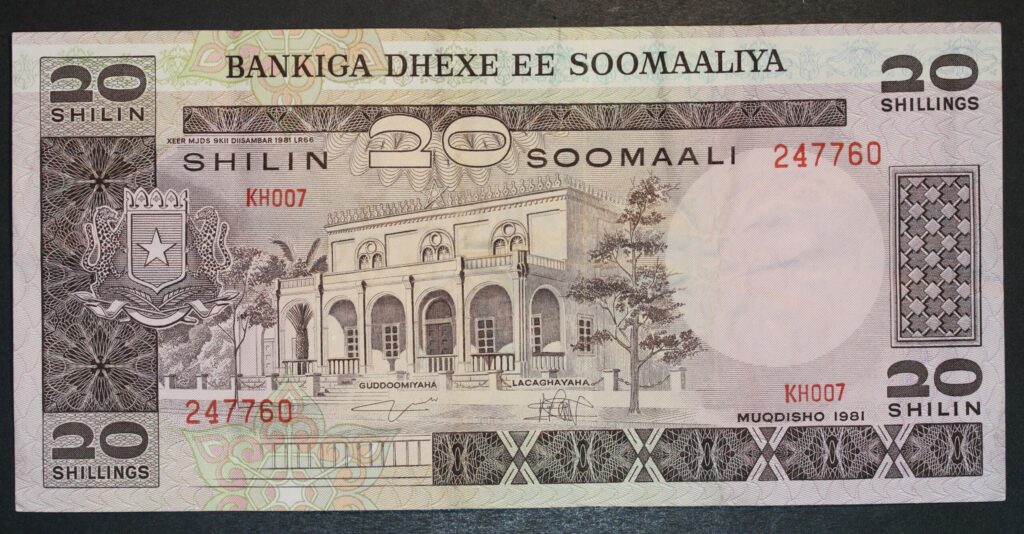 BANKIGA DHEXE EE SOOMAALIYA
20
SHILIN
20
SHILLINGS
XEER MJDS 9KII DIISAMBAR 1981 LR66
SHILIN 20 SOOMAALI
247760
KH007
GUDDOOMIYAHA
LACAGHAYAHA
247760
KH007
MUQDISHO 1981
20
SHILIN
20
SHILLINGS